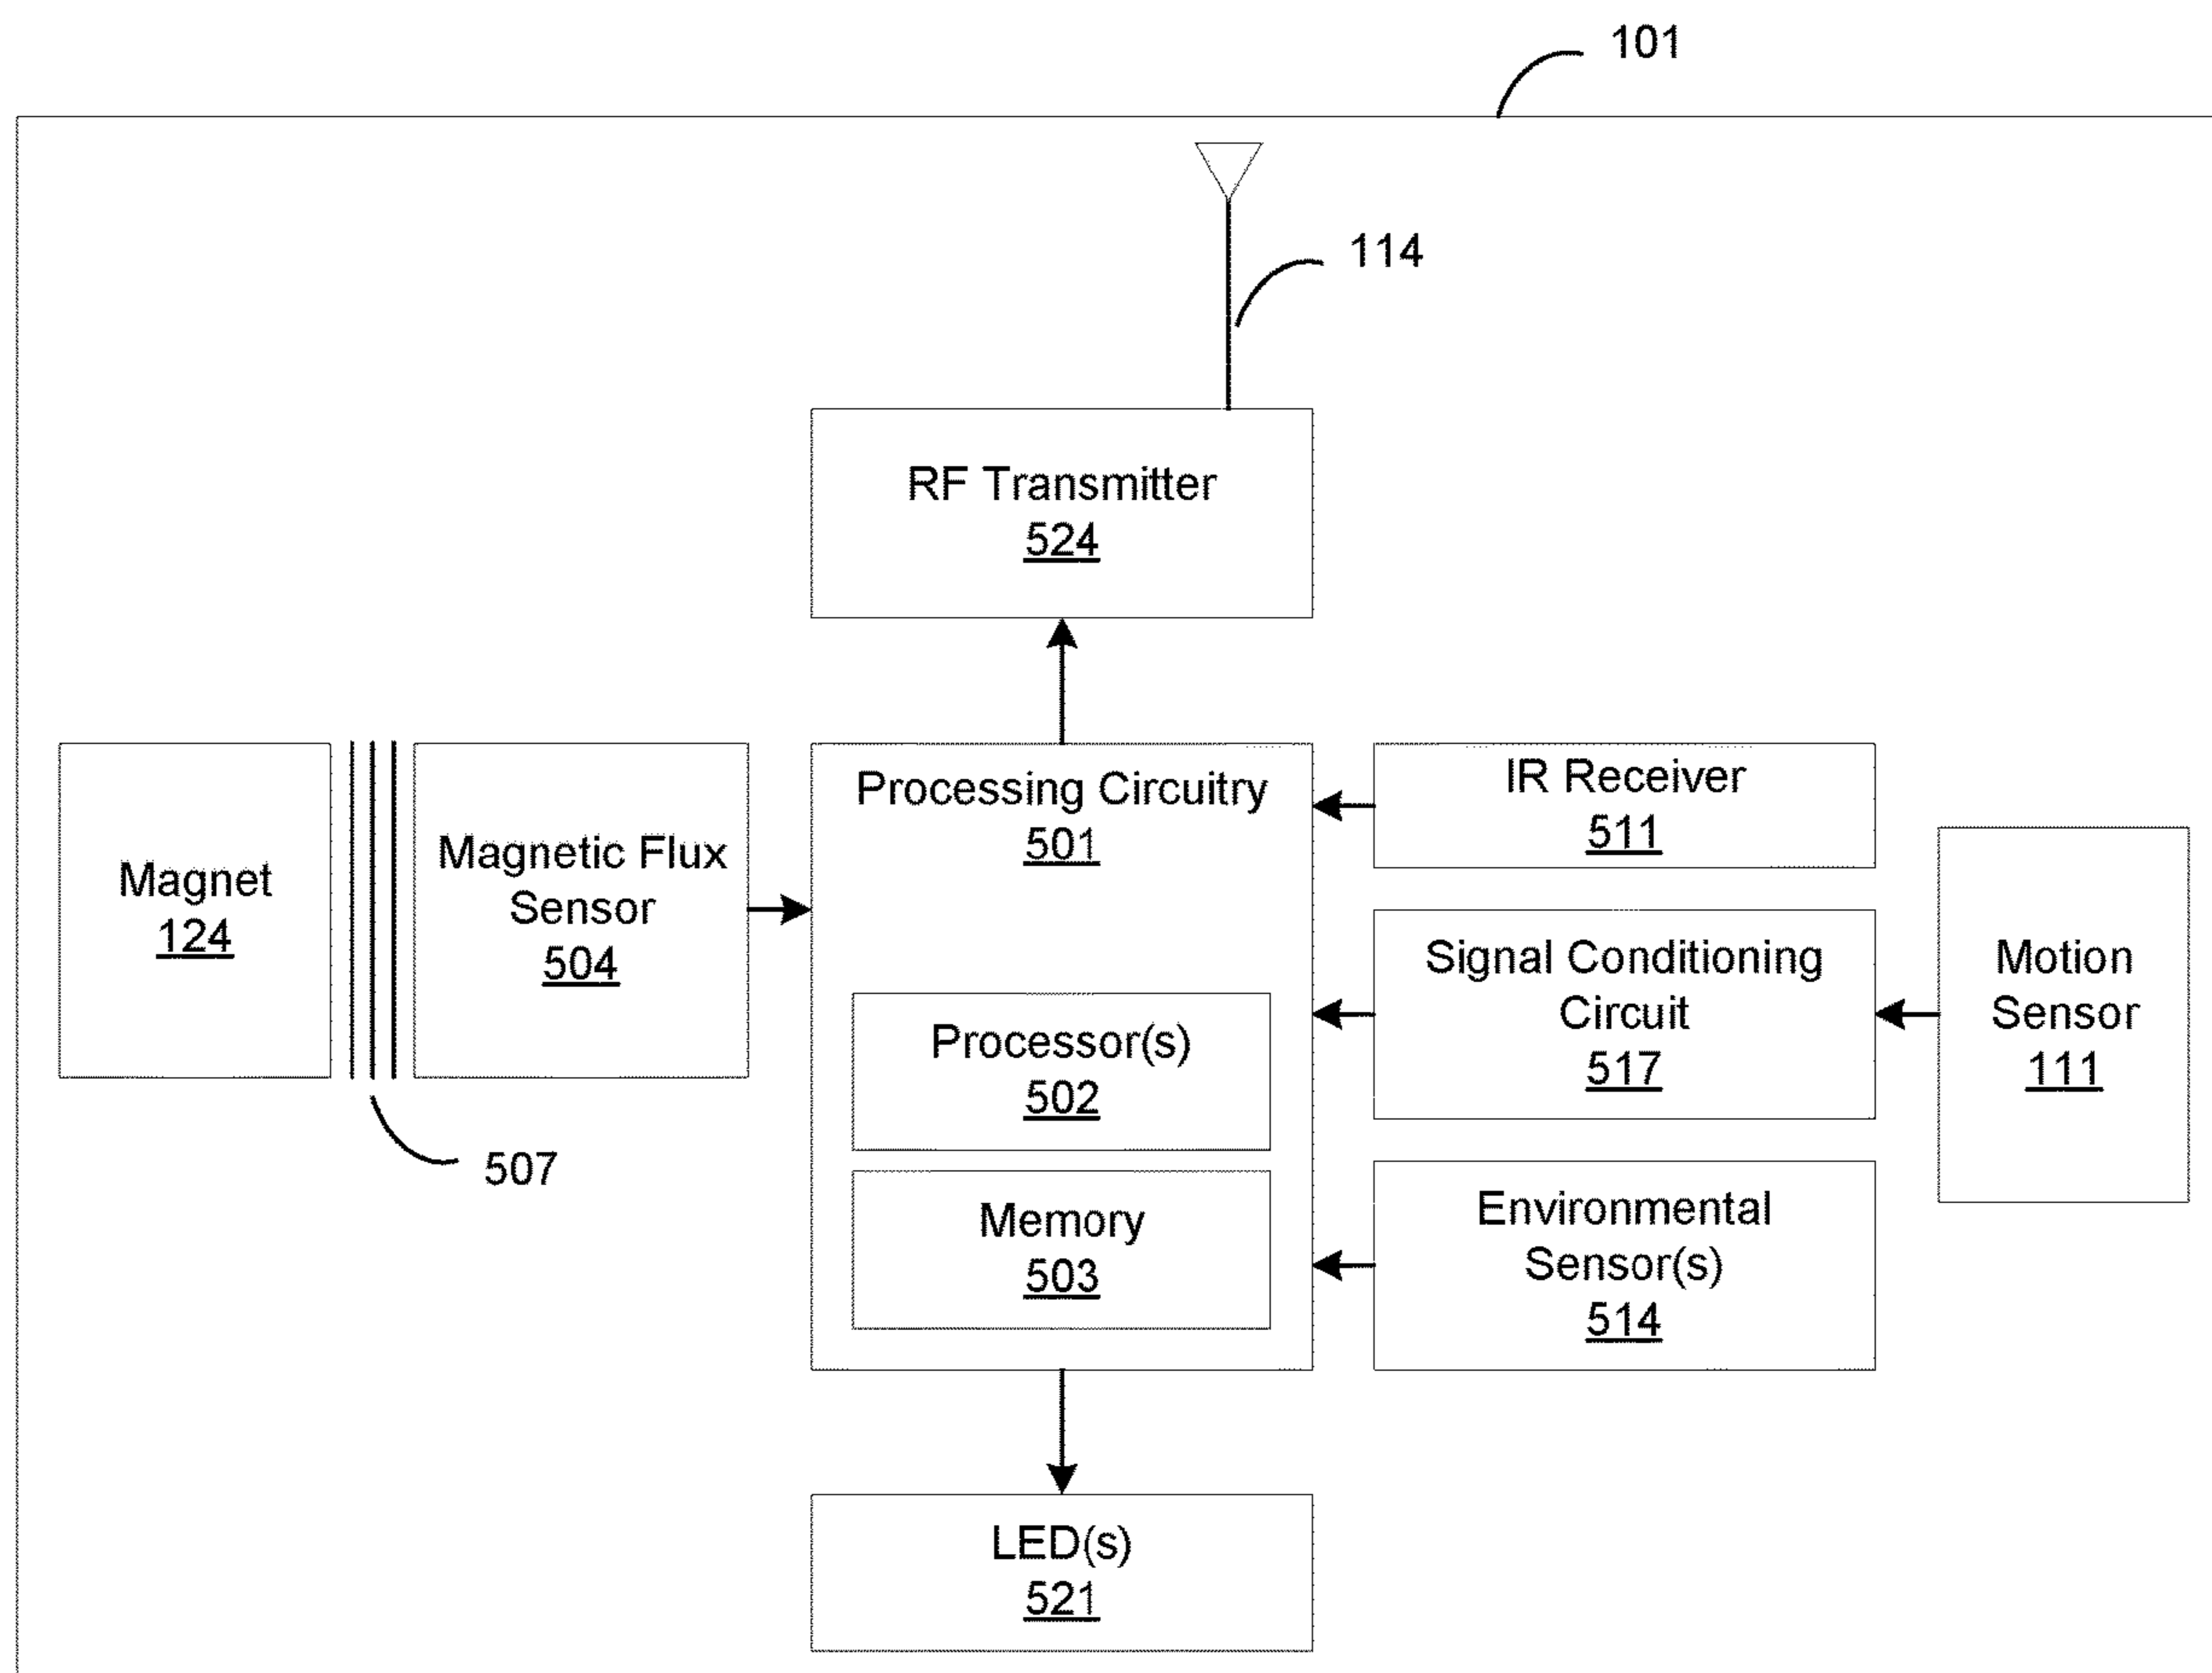 101
114
RF Transmitter
524
Processing Circuitry
501
IR Receiver
511
Magnet
124
Magnetic Flux
Sensor
504
Signal Conditioning
Circuit
517
Motion
Sensor
111
Processor(s)
502
507
Memory
503
Environmental
Sensor(s)
514
LED(s)
521